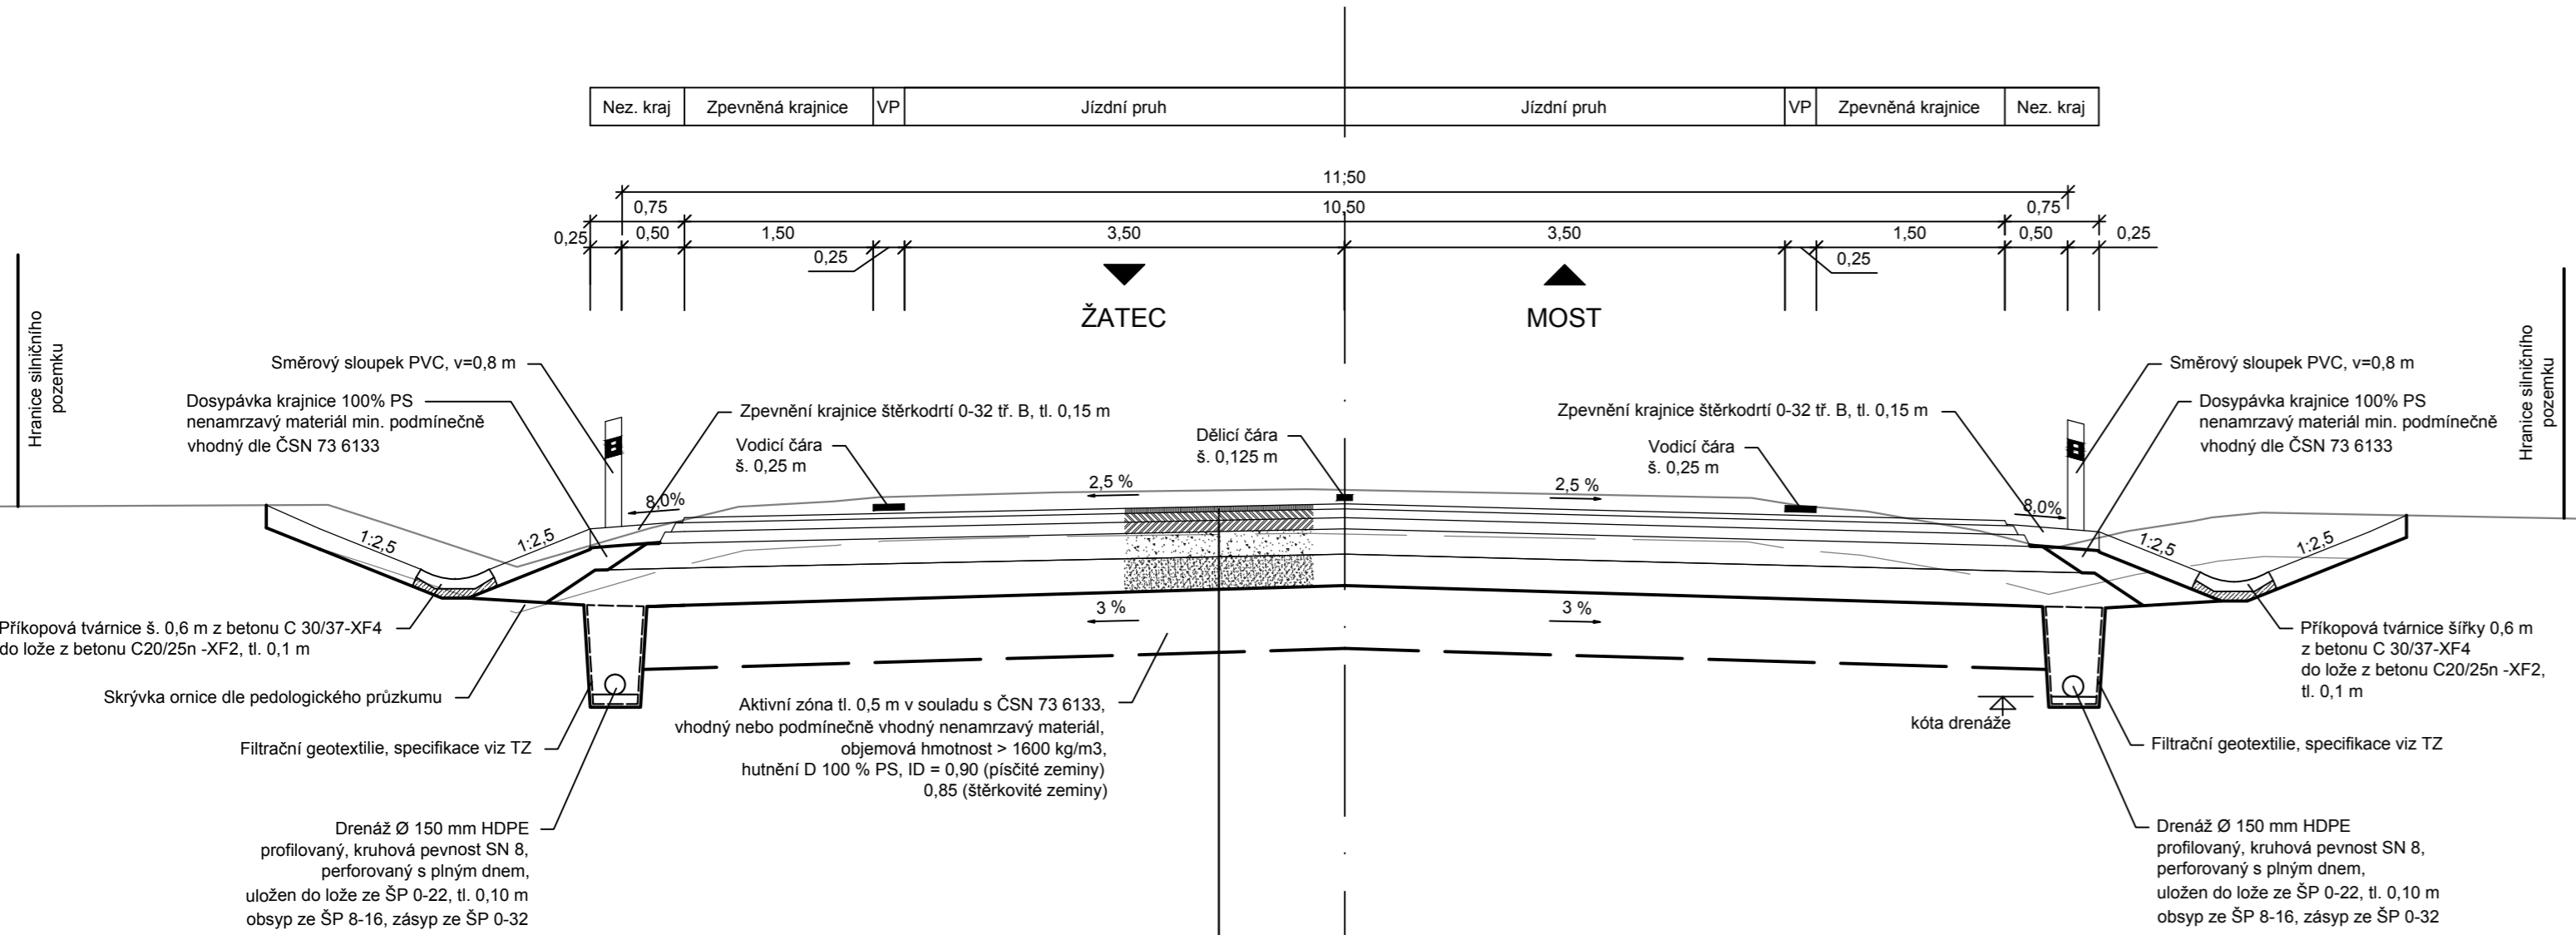 Nez. kraj Zpevněná krajnice VP Jízdní pruh Jízdní pruh VP Zpevněná krajnice Nez. kraj
11,50
0,75 10,50 0,75
0,25 0,50 1,50 3,50 3,50 1,50 0,50 0,25
0,25 0,25
ŽATEC MOST
Hranice silničního
pozemku
Směrový sloupek PVC, v=0,8 m
Dosypávka krajnice 100% PS
nenamrzavý materiál min. podmínečně
vhodný dle ČSN 73 6133
Zpevnění krajnice štěrkodrtí 0-32 tř. B, tl. 0,15 m
Vodicí čára
š. 0,25 m
Dělicí čára
š. 0,125 m
Zpevnění krajnice štěrkodrtí 0-32 tř. B, tl. 0,15 m
Vodicí čára
š. 0,25 m
Směrový sloupek PVC, v=0,8 m
Dosypávka krajnice 100% PS
nenamrzavý materiál min. podmínečně
vhodný dle ČSN 73 6133
Hranice silničního
pozemku
8,0% 2,5 % 2,5 % 8,0%
1:2,5 1:2,5 1:2,5 1:2,5
3 % 3 %
Příkopová tvárnice š. 0,6 m z betonu C 30/37-XF4
do lože z betonu C20/25n -XF2, tl. 0,1 m
Skrývka ornice dle pedologického průzkumu
Filtrační geotextilie, specifikace viz TZ
Drenáž Ø 150 mm HDPE
profilovaný, kruhová pevnost SN 8,
perforovaný s plným dnem,
uložen do lože ze ŠP 0-22, tl. 0,10 m
obsyp ze ŠP 8-16, zásyp ze ŠP 0-32
Aktivní zóna tl. 0,5 m v souladu s ČSN 73 6133,
vhodný nebo podmínečně vhodný nenamrzavý materiál,
objemová hmotnost > 1600 kg/m3,
hutnění D 100 % PS, ID = 0,90 (písčité zeminy)
0,85 (štěrkovité zeminy)
kóta drenáže
Příkopová tvárnice šířky 0,6 m
z betonu C 30/37-XF4
do lože z betonu C20/25n -XF2,
tl. 0,1 m
Filtrační geotextilie, specifikace viz TZ
Drenáž Ø 150 mm HDPE
profilovaný, kruhová pevnost SN 8,
perforovaný s plným dnem,
uložen do lože ze ŠP 0-22, tl. 0,10 m
obsyp ze ŠP 8-16, zásyp ze ŠP 0-32